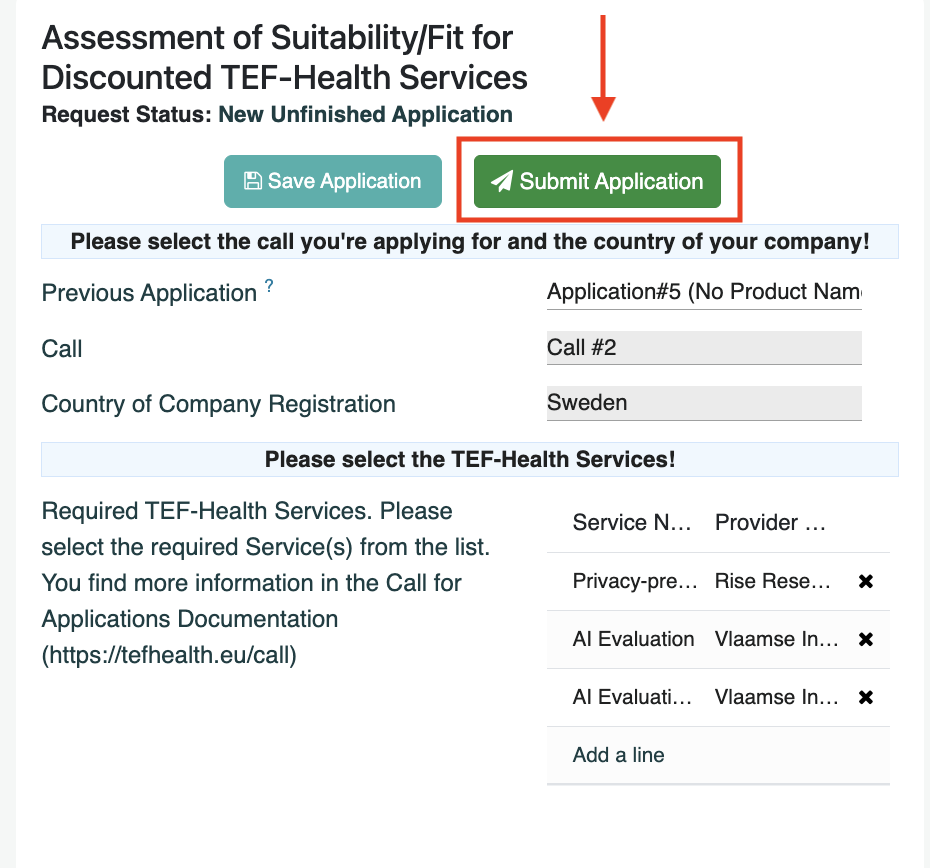 Assessment of Suitability/Fit for
Discounted TEF-Health Services
Request Status: New Unfinished Application
Save Application
Submit Application
Please select the call you're applying for and the country of your company!
Previous Application ?
Application#5 (No Product Nam
Call
Call #2
Country of Company Registration
Sweden
Please select the TEF-Health Services!
Required TEF-Health Services. Please
select the required Service(s) from the list.
You find more information in the Call for
Applications Documentation
(https://tefhealth.eu/call)
Service N... Provider ...
Privacy-pre... Rise Rese...
AI Evaluation Vlaamse In...
AI Evaluati... Vlaamse In...
Add a line